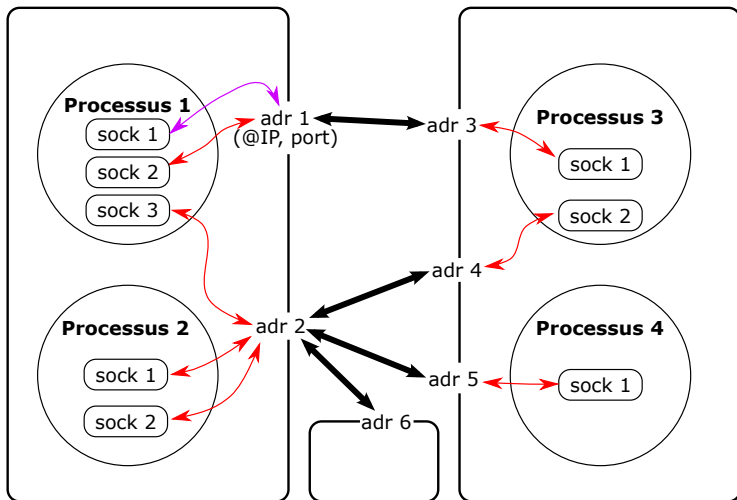 Processus 1
sock 1
sock 2
sock 3
adr 1
(@IP, port)
adr 3
Processus 3
sock 1
sock 2
adr 4
Processus 2
sock 1
sock 2
adr 2
adr 5
adr 6
Processus 4
sock 1